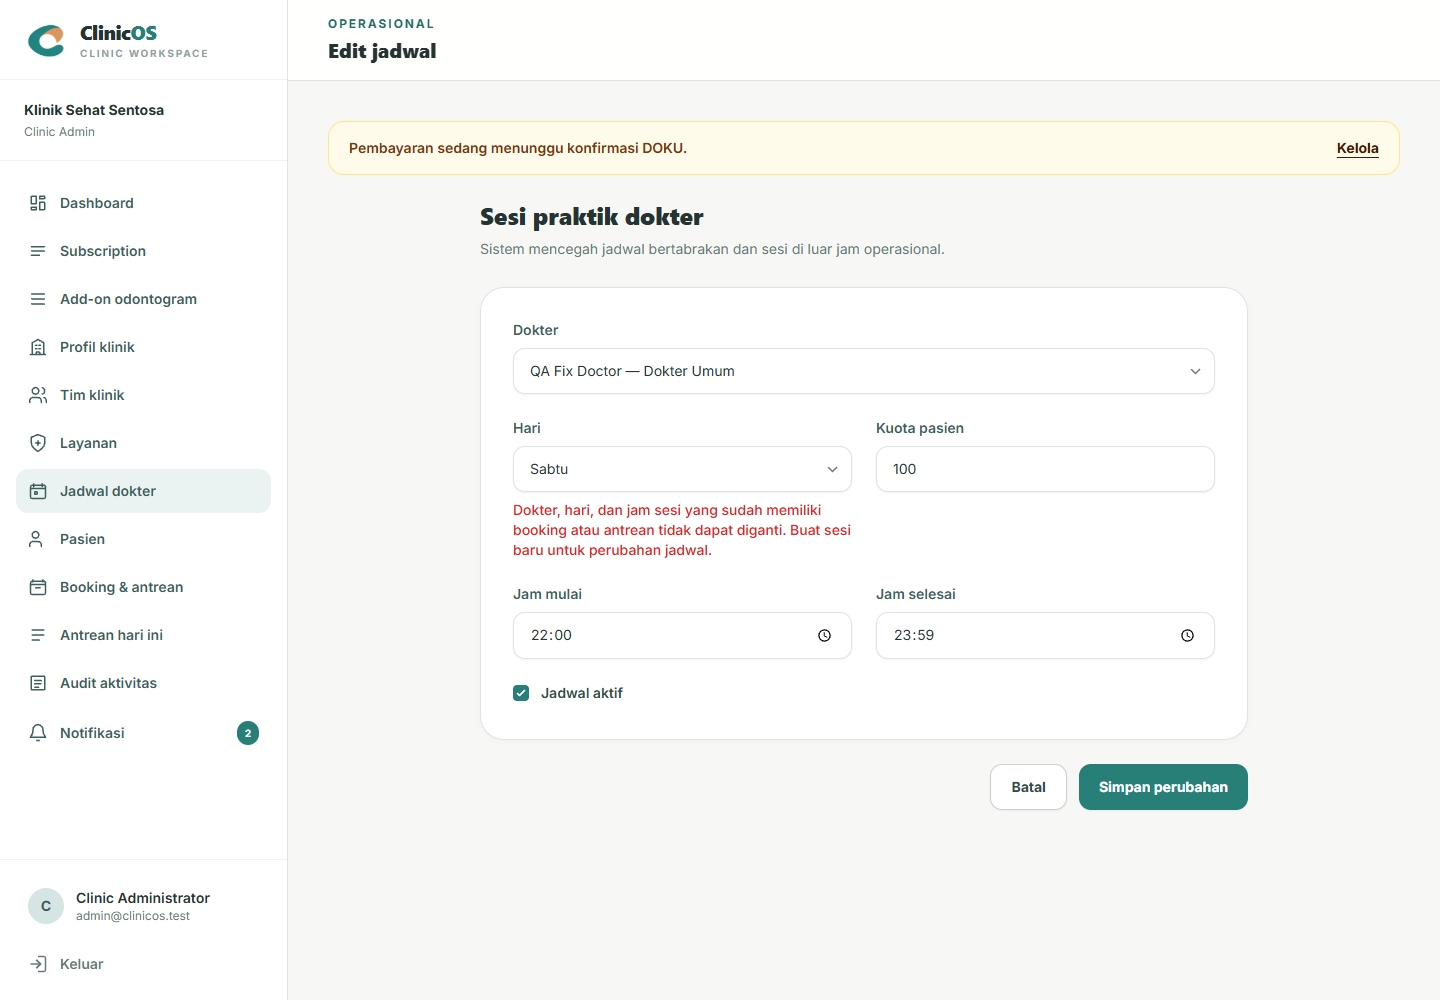 ClinicOS
CLINIC WORKSPACE
Klinik Sehat Sentosa
Clinic Admin
Dashboard
Subscription
Add-on odontogram
Profil klinik
Tim klinik
Layanan
Jadwal dokter
Pasien
Booking & antrean
Antrean hari ini
Audit aktivitas
Notifikasi 2
C
Clinic Administrator
admin@clinicos.test
Keluar
OPERASIONAL
Edit jadwal
Pembayaran sedang menunggu konfirmasi DOKU. Kelola
Sesi praktik dokter
Sistem mencegah jadwal bertabrakan dan sesi di luar jam operasional.
Dokter
QA Fix Doctor — Dokter Umum
Hari Kuota pasien
Sabtu 100
Dokter, hari, dan jam sesi yang sudah memiliki
booking atau antrean tidak dapat diganti. Buat sesi
baru untuk perubahan jadwal.
Jam mulai Jam selesai
22:00 23:59
Jadwal aktif
Batal Simpan perubahan